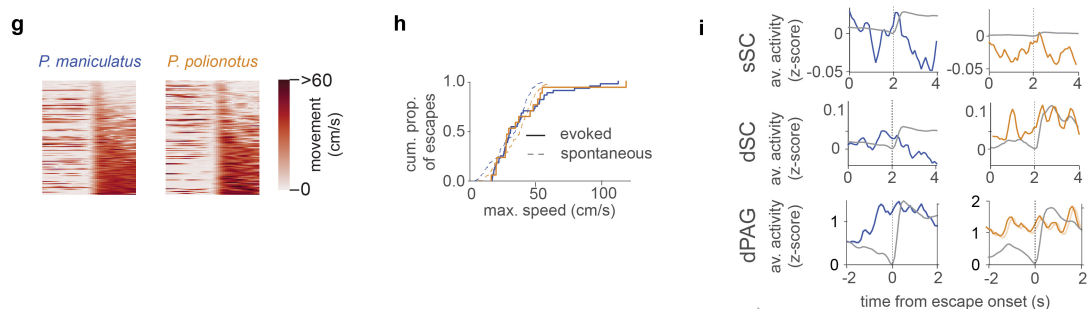 g
P. maniculatus
P. polionotus
>60
0
movement
(cm/s)
h
1.0
0.5
0.0
cum. prop.
of escapes
evoked
spontaneous
0
50
100
max. speed (cm/s)
i
sSC
av. activity
(z-score)
0
-0.05
0
2
4
0
-0.05
0
2
4
dSC
av. activity
(z-score)
0.1
0
0
2
4
0.1
0
0
2
4
dPAG
av. activity
(z-score)
1
0
-2
0
2
2
1
0
-2
0
2
time from escape onset (s)